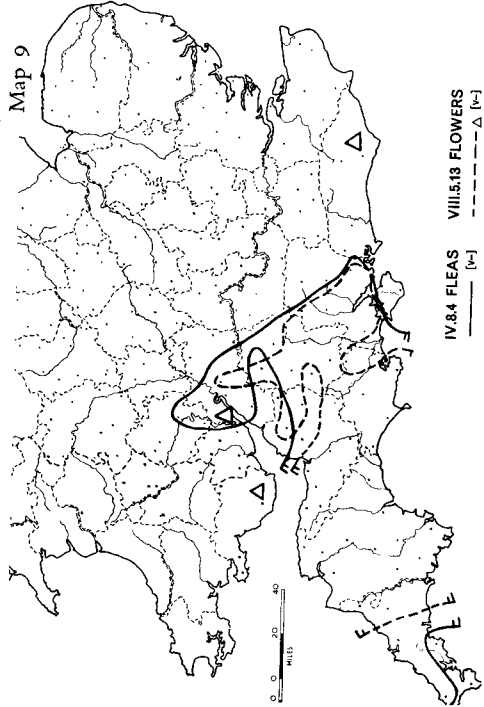 Map 9
0 20 40
MILES
IV.8.4 FLEAS
[v–]
VIII.5.13 FLOWERS
Δ [v–]
F
F
F
F
F
F
F
F